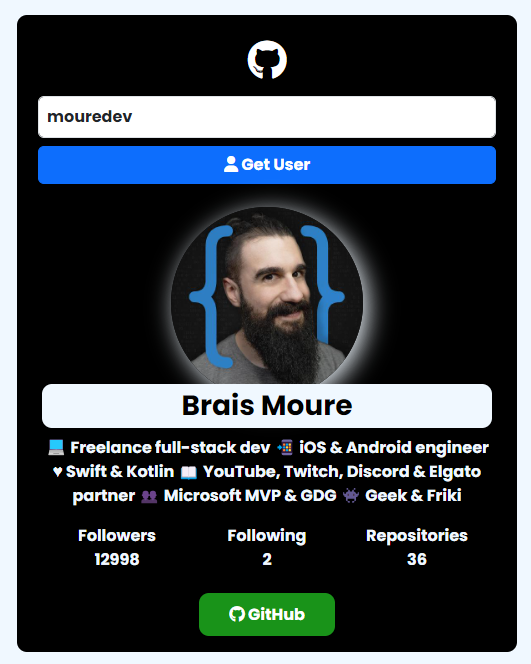 mouredev
Get User
Brais Moure
💻 Freelance full-stack dev 📲 iOS & Android engineer
♥ Swift & Kotlin 📖 YouTube, Twitch, Discord & Elgato
partner 👥 Microsoft MVP & GDG 👾 Geek & Friki
Followers Following Repositories
12998 2 36
GitHub